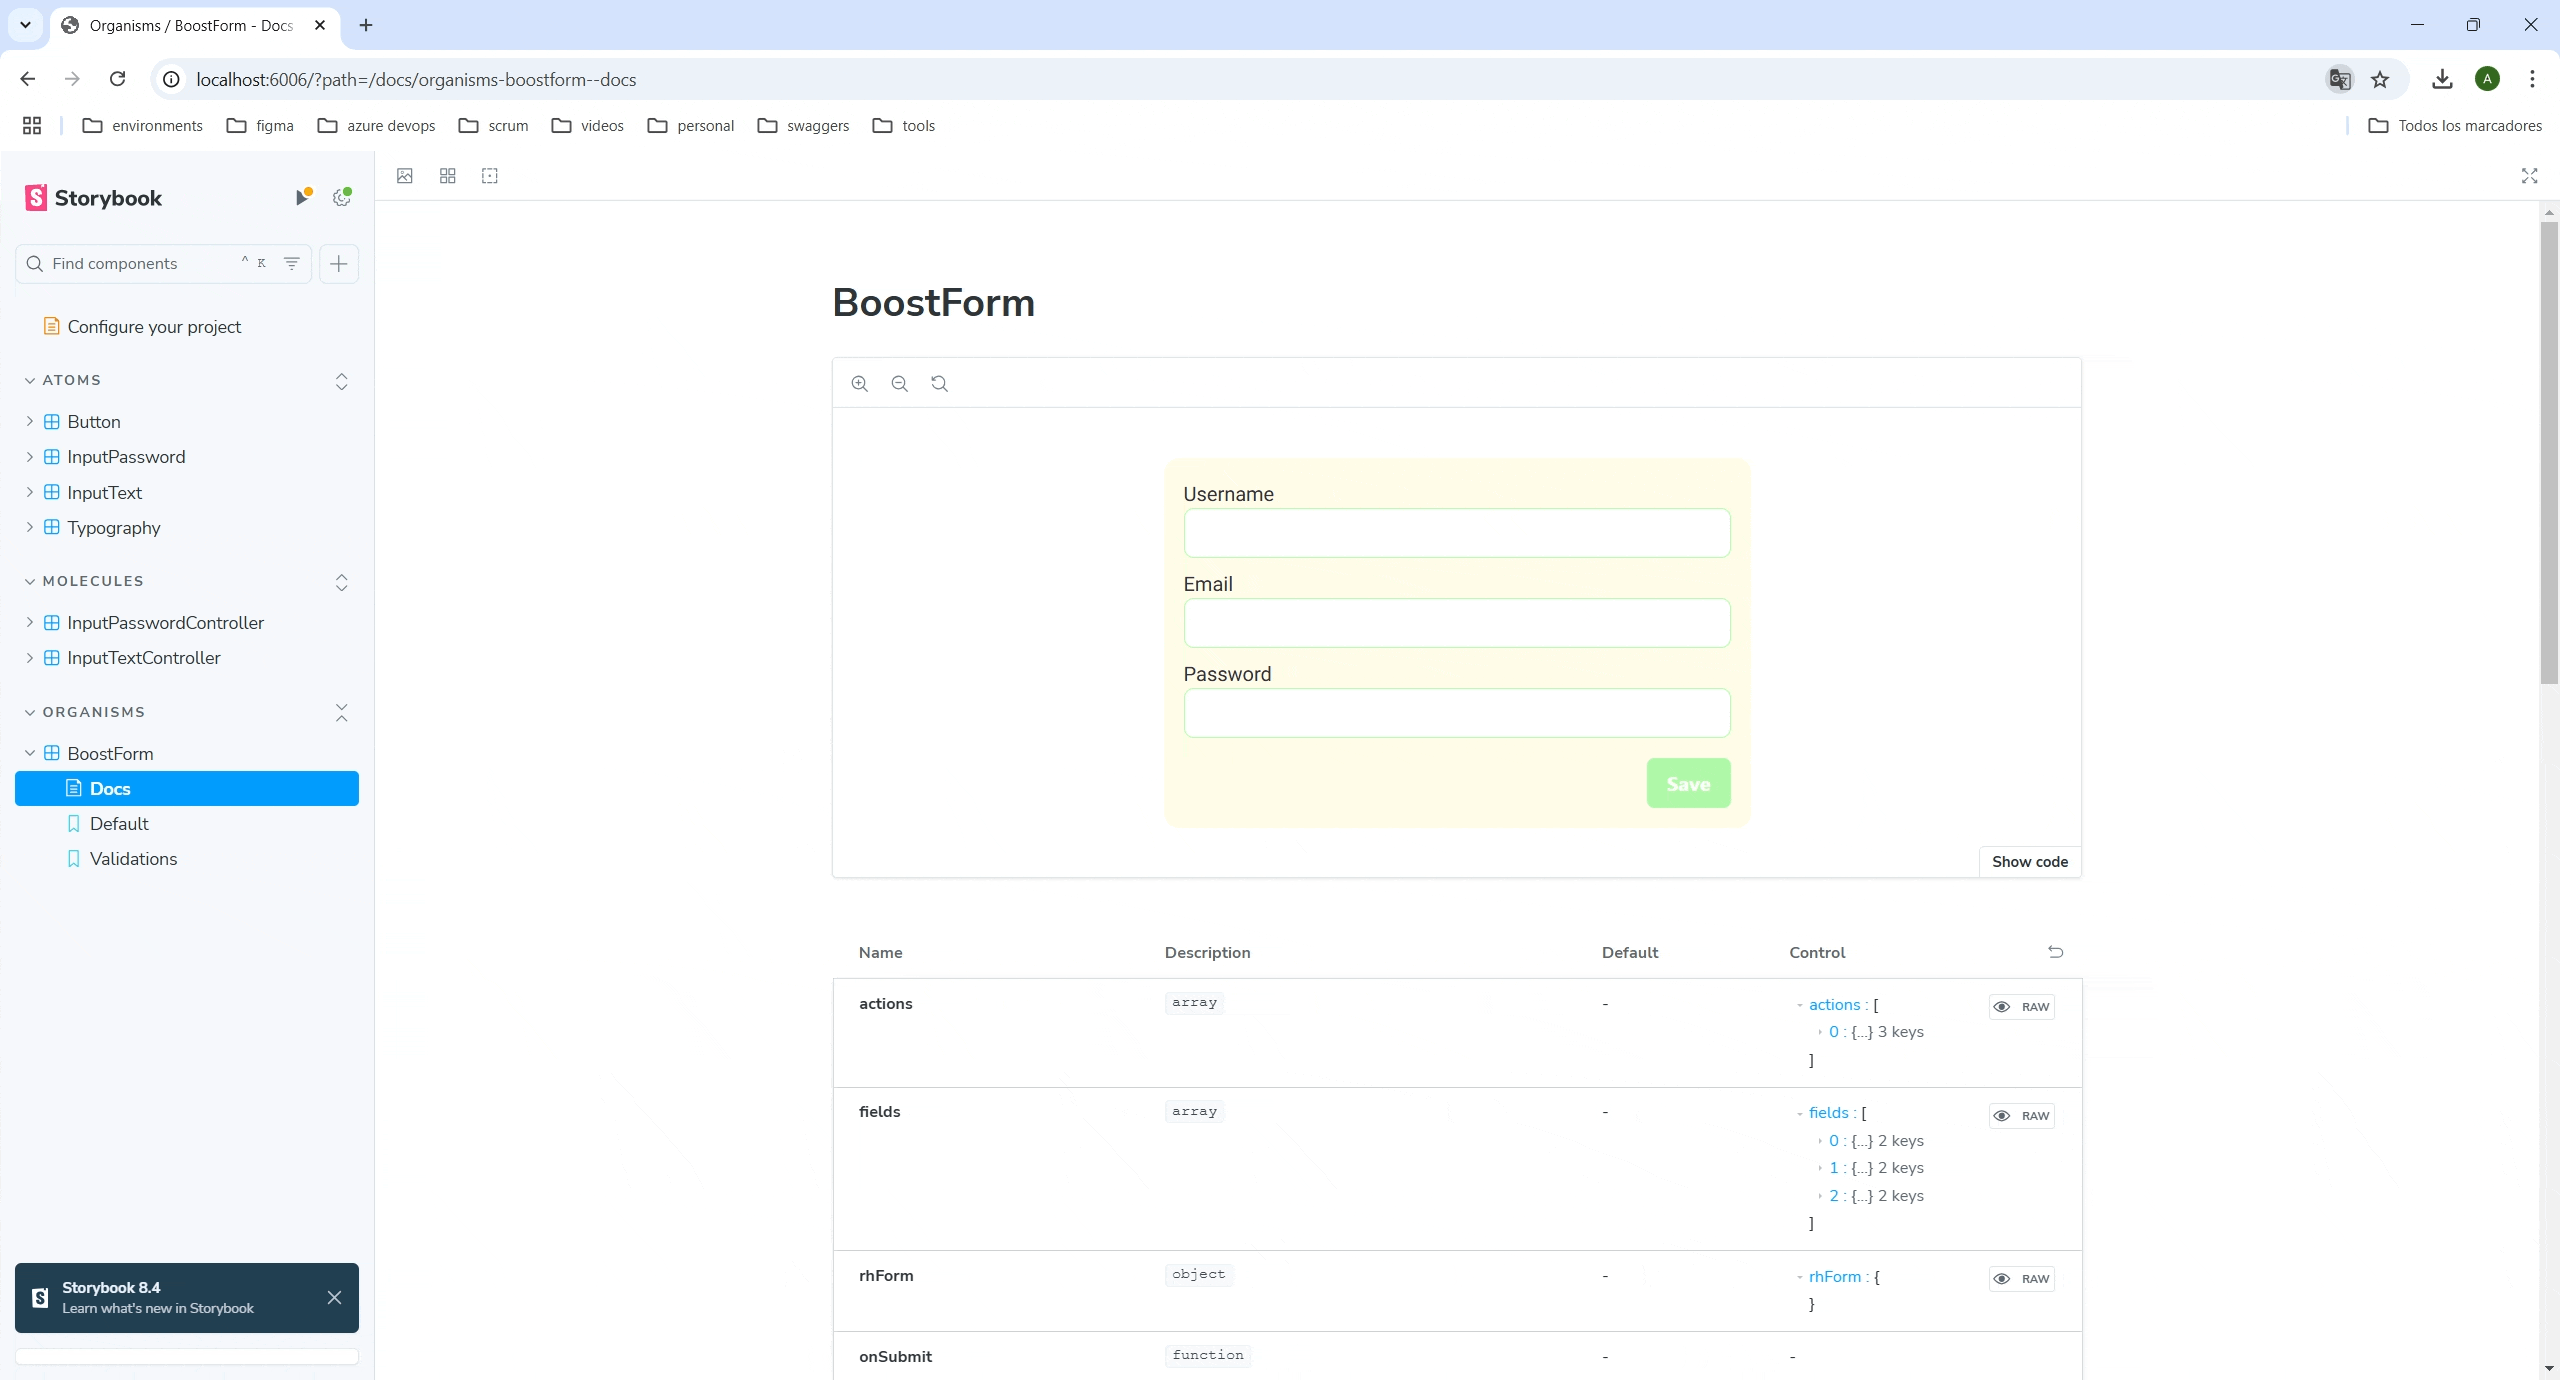 Organisms / BoostForm - Docs
localhost:6006/?path=/docs/organisms-boostform--docs
A
environments
figma
azure devops
scrum
videos
personal
swaggers
tools
Todos los marcadores
S Storybook
Find components ^ K
Configure your project
ATOMS
Button
InputPassword
InputText
Typography
MOLECULES
InputPasswordController
InputTextController
ORGANISMS
BoostForm
Docs
Default
Validations
S Storybook 8.4
Learn what's new in Storybook
BoostForm
Username
Email
Password
Save
Show code
Name Description Default Control
actions array - - actions : [ RAW
0 : {...} 3 keys
]
fields array - - fields : [ RAW
0 : {...} 2 keys
1 : {...} 2 keys
2 : {...} 2 keys
]
rhForm object - - rhForm : { RAW
}
onSubmit function - -